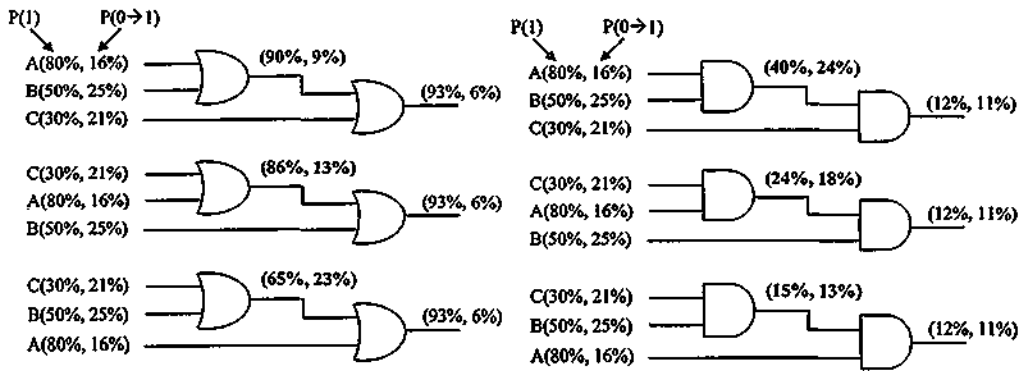 P(1) P(0→1)
A(80%, 16%)
B(50%, 25%)
C(30%, 21%)
(90%, 9%)
(93%, 6%)
C(30%, 21%)
A(80%, 16%)
B(50%, 25%)
(86%, 13%)
(93%, 6%)
C(30%, 21%)
B(50%, 25%)
A(80%, 16%)
(65%, 23%)
(93%, 6%)
P(1) P(0→1)
A(80%, 16%)
B(50%, 25%)
C(30%, 21%)
(40%, 24%)
(12%, 11%)
C(30%, 21%)
A(80%, 16%)
B(50%, 25%)
(24%, 18%)
(12%, 11%)
C(30%, 21%)
B(50%, 25%)
A(80%, 16%)
(15%, 13%)
(12%, 11%)